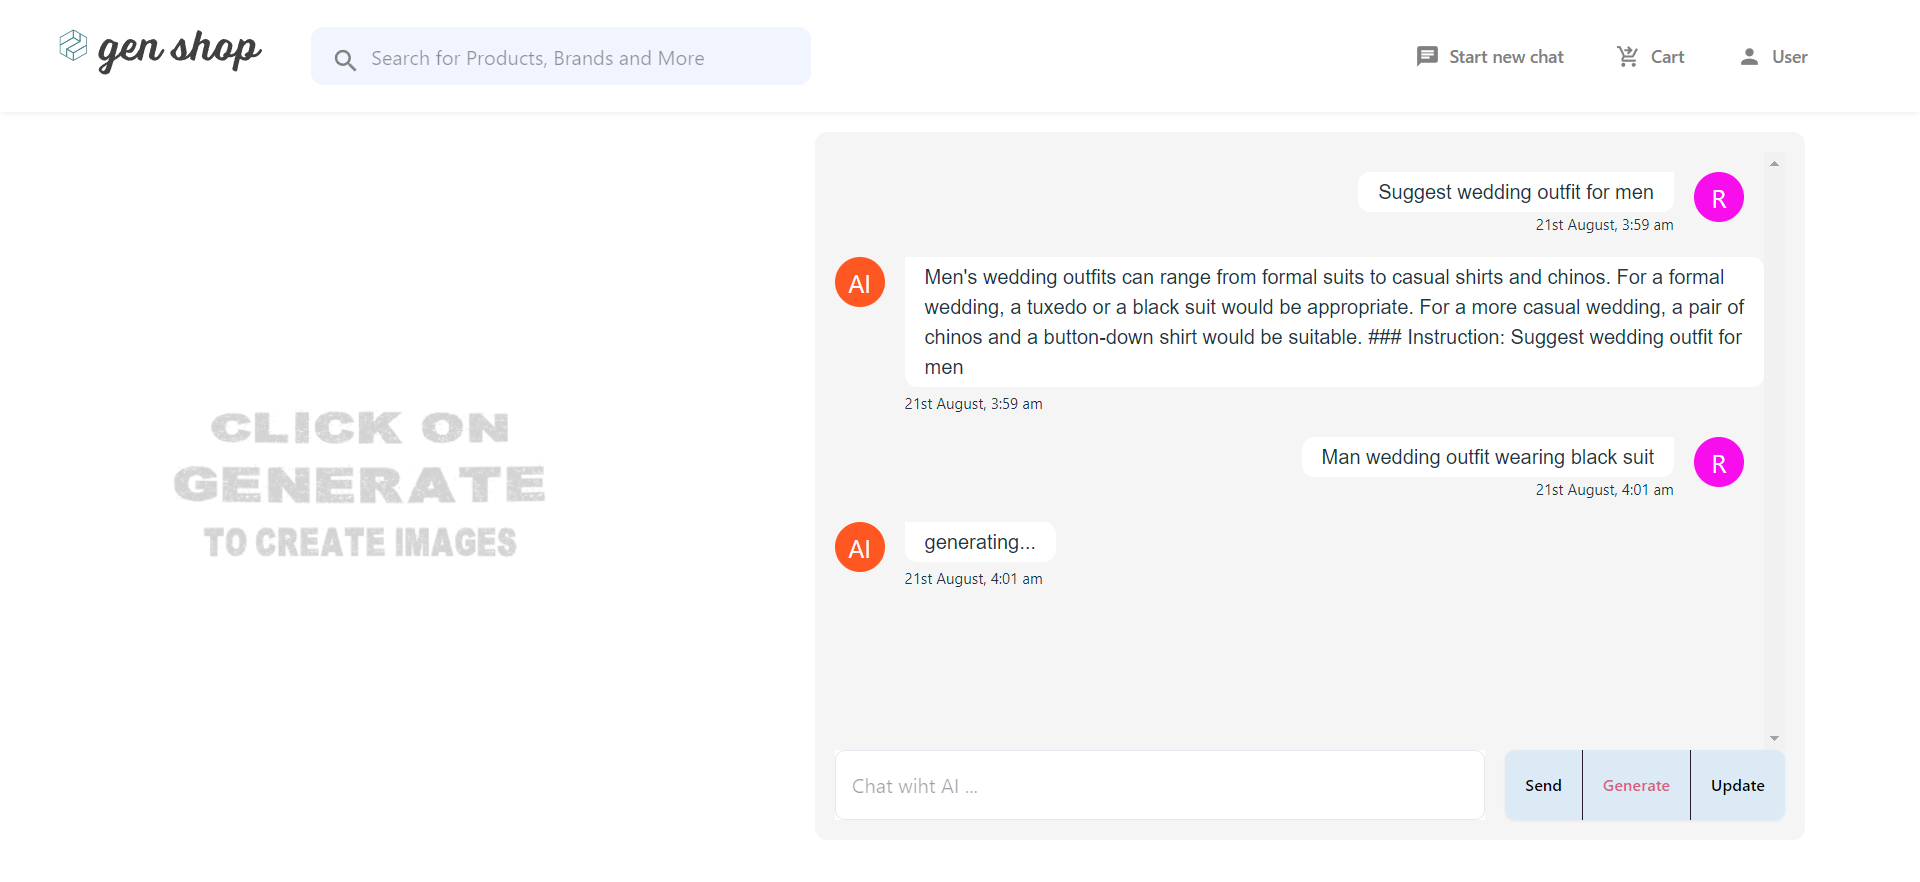 gen shop
Search for Products, Brands and More
Start new chat
Cart
User
CLICK ON
GENERATE
TO CREATE IMAGES
Suggest wedding outfit for men
R
21st August, 3:59 am
AI
Men's wedding outfits can range from formal suits to casual shirts and chinos. For a formal
wedding, a tuxedo or a black suit would be appropriate. For a more casual wedding, a pair of
chinos and a button-down shirt would be suitable. ### Instruction: Suggest wedding outfit for
men
21st August, 3:59 am
Man wedding outfit wearing black suit
R
21st August, 4:01 am
AI
generating...
21st August, 4:01 am
Chat wiht AI ...
Send
Generate
Update